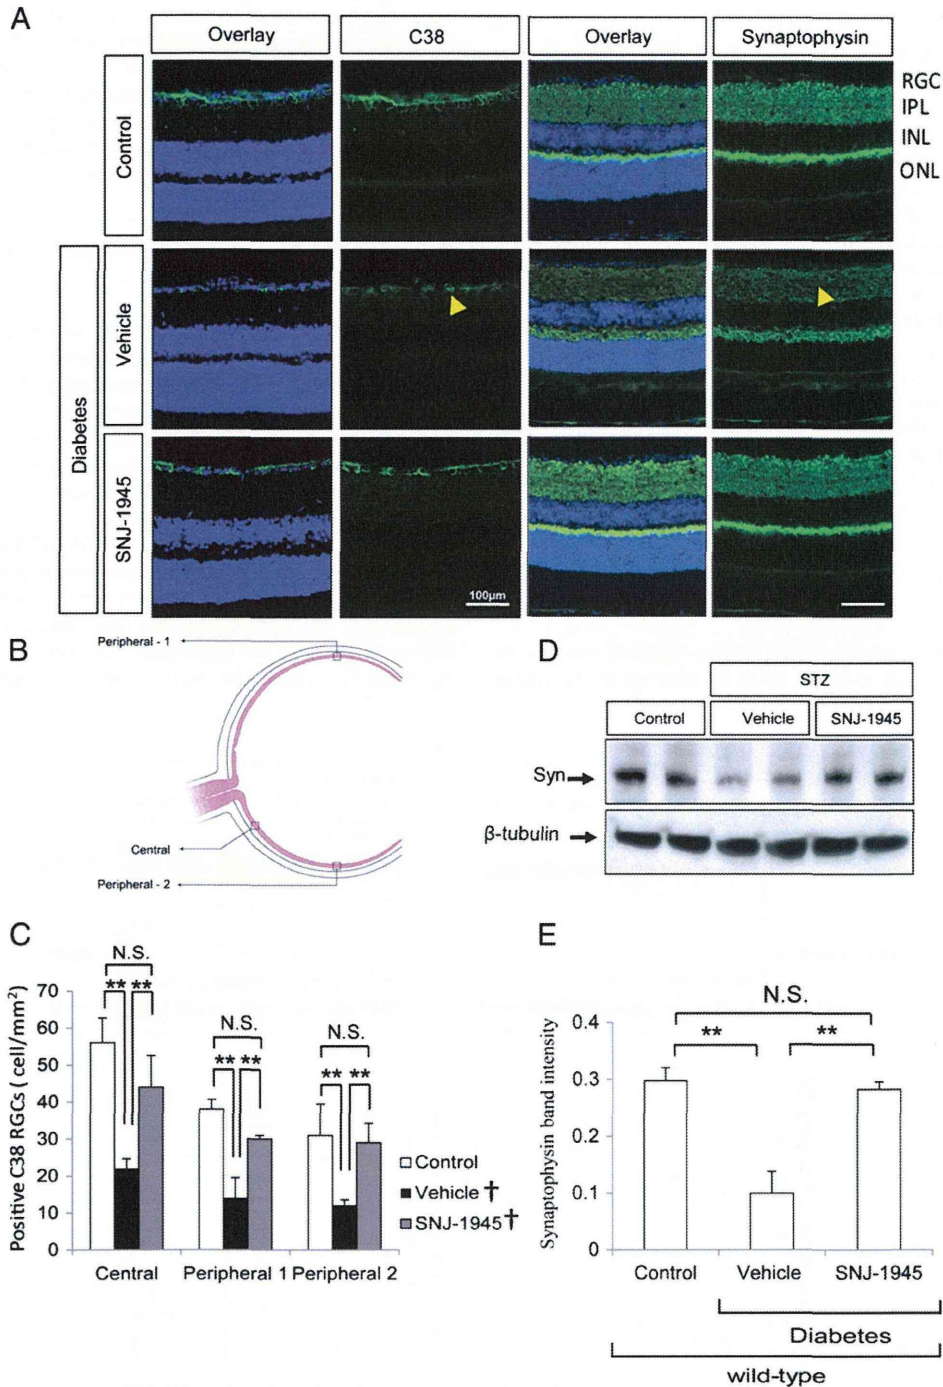 A
Overlay
C38
Overlay
Synaptophysin
Control
RGC
IPL
INL
ONL
Diabetes
Vehicle
SNJ-1945
100μm
B
Peripheral - 1
Central
Peripheral - 2
D
STZ
Control
Vehicle
SNJ-1945
Syn
β-tubulin
C
Positive C38 RGCs ( cell/mm²)
70
60
50
40
30
20
10
0
N.S.
** **
N.S.
** **
N.S.
** **
Control
Vehicle †
SNJ-1945†
Central
Peripheral 1
Peripheral 2
E
Synaptophysin band intensity
0.4
0.3
0.2
0.1
0
N.S.
**
**
Control
Vehicle
SNJ-1945
Diabetes
wild-type